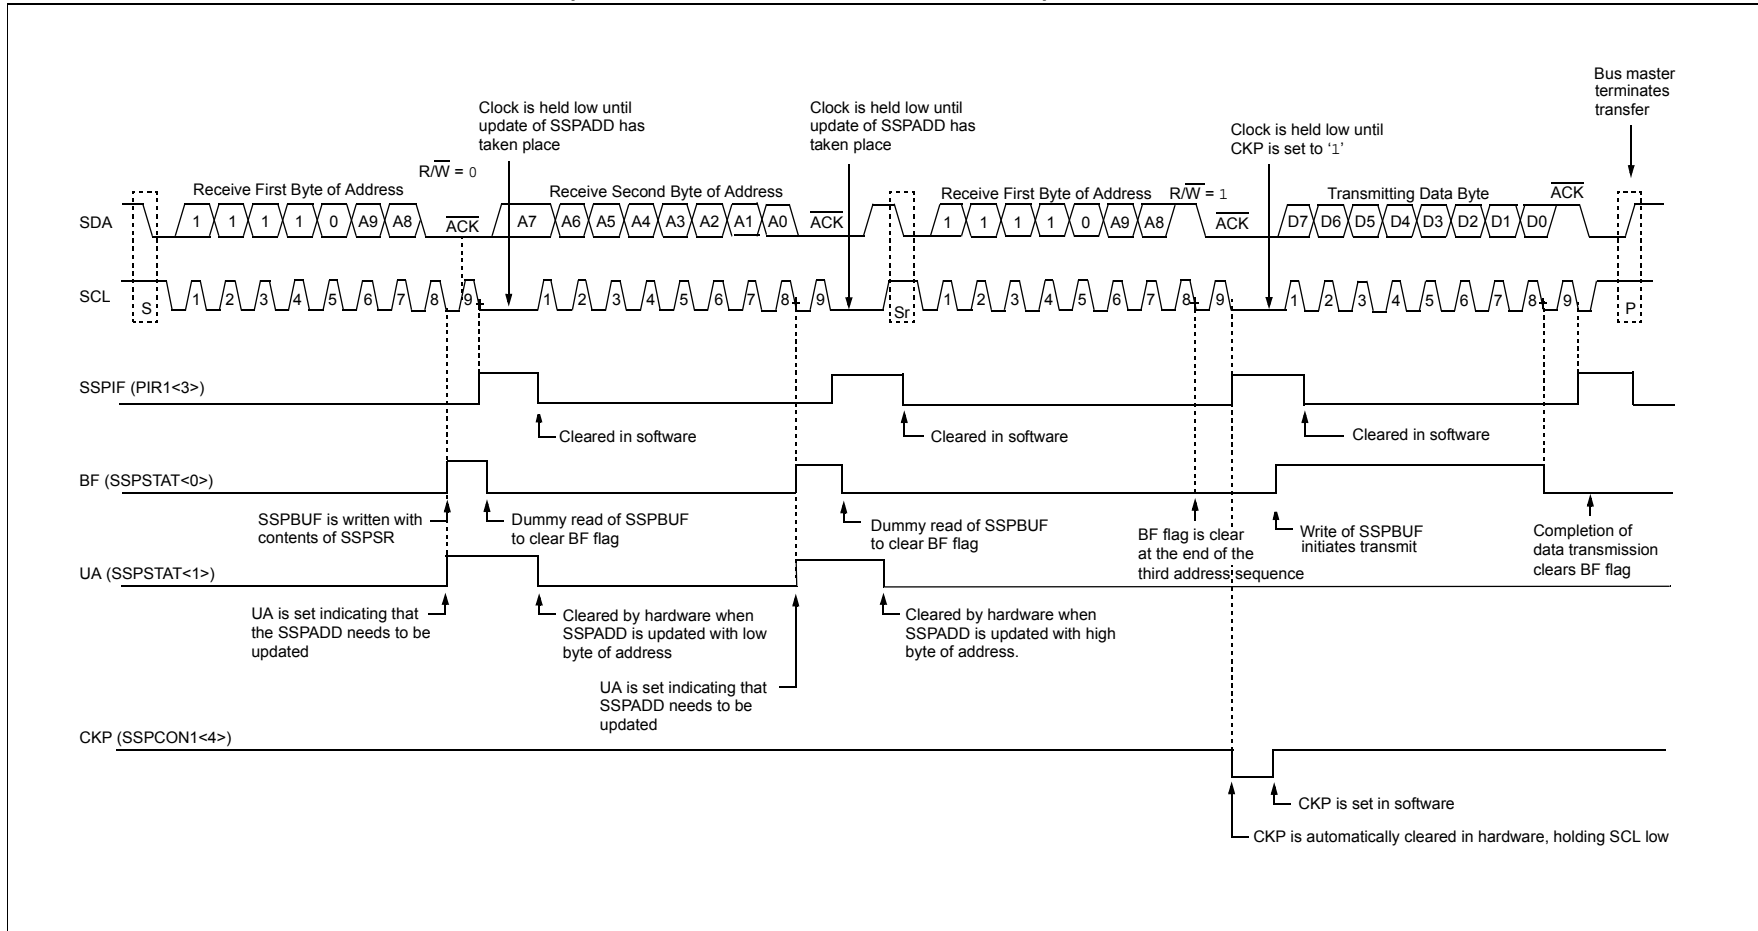 Bus master
terminates
transfer
Clock is held low until
update of SSPADD has
taken place
Clock is held low until
update of SSPADD has
taken place
Clock is held low until
CKP is set to ‘1’
R/W = 0
Receive First Byte of Address
Receive Second Byte of Address
Receive First Byte of Address
R/W = 1
Transmitting Data Byte
ACK
SDA
1 1 1 1 0 A9 A8
ACK
A7 A6 A5 A4 A3 A2 A1 A0
ACK
1 1 1 1 0 A9 A8
ACK
D7 D6 D5 D4 D3 D2 D1 D0
SCL
S
1 2 3 4 5 6 7 8 9
1 2 3 4 5 6 7 8 9
Sr
1 2 3 4 5 6 7 8 9
1 2 3 4 5 6 7 8 9
P
SSPIF (PIR1<3>)
Cleared in software
Cleared in software
Cleared in software
BF (SSPSTAT<0>)
SSPBUF is written with
contents of SSPSR
Dummy read of SSPBUF
to clear BF flag
Dummy read of SSPBUF
to clear BF flag
BF flag is clear
at the end of the
third address sequence
Write of SSPBUF
initiates transmit
Completion of
data transmission
clears BF flag
UA (SSPSTAT<1>)
UA is set indicating that
the SSPADD needs to be
updated
Cleared by hardware when
SSPADD is updated with low
byte of address
UA is set indicating that
SSPADD needs to be
updated
Cleared by hardware when
SSPADD is updated with high
byte of address.
CKP (SSPCON1<4>)
CKP is set in software
CKP is automatically cleared in hardware, holding SCL low